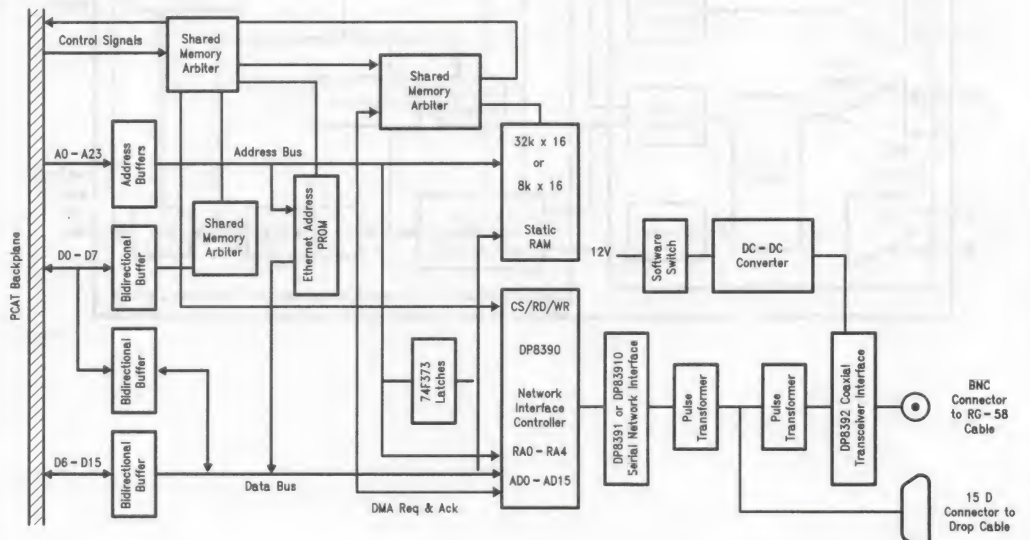 PCAT Backplane
Control Signals
Shared
Memory
Arbiter
Shared
Memory
Arbiter
A0-A23
Address
Buffers
Address Bus
32k x 16
or
8k x 16
Static
RAM
Ethernet Address
PROM
Shared
Memory
Arbiter
D0-D7
Bidirectional
Buffer
12V
Software
Switch
DC-DC
Converter
Bidirectional
Buffer
74F373
Latches
CS/RD/WR
DP8390
Network
Interface
Controller
RA0-RA4
AD0-AD15
DP8391 or DP83910
Serial Network Interface
Pulse
Transformer
Pulse
Transformer
DP8392 Coaxial
Transceiver Interface
BNC
Connector
to RG-58
Cable
D6-D15
Bidirectional
Buffer
Data Bus
DMA Req & Ack
15 D
Connector to
Drop Cable